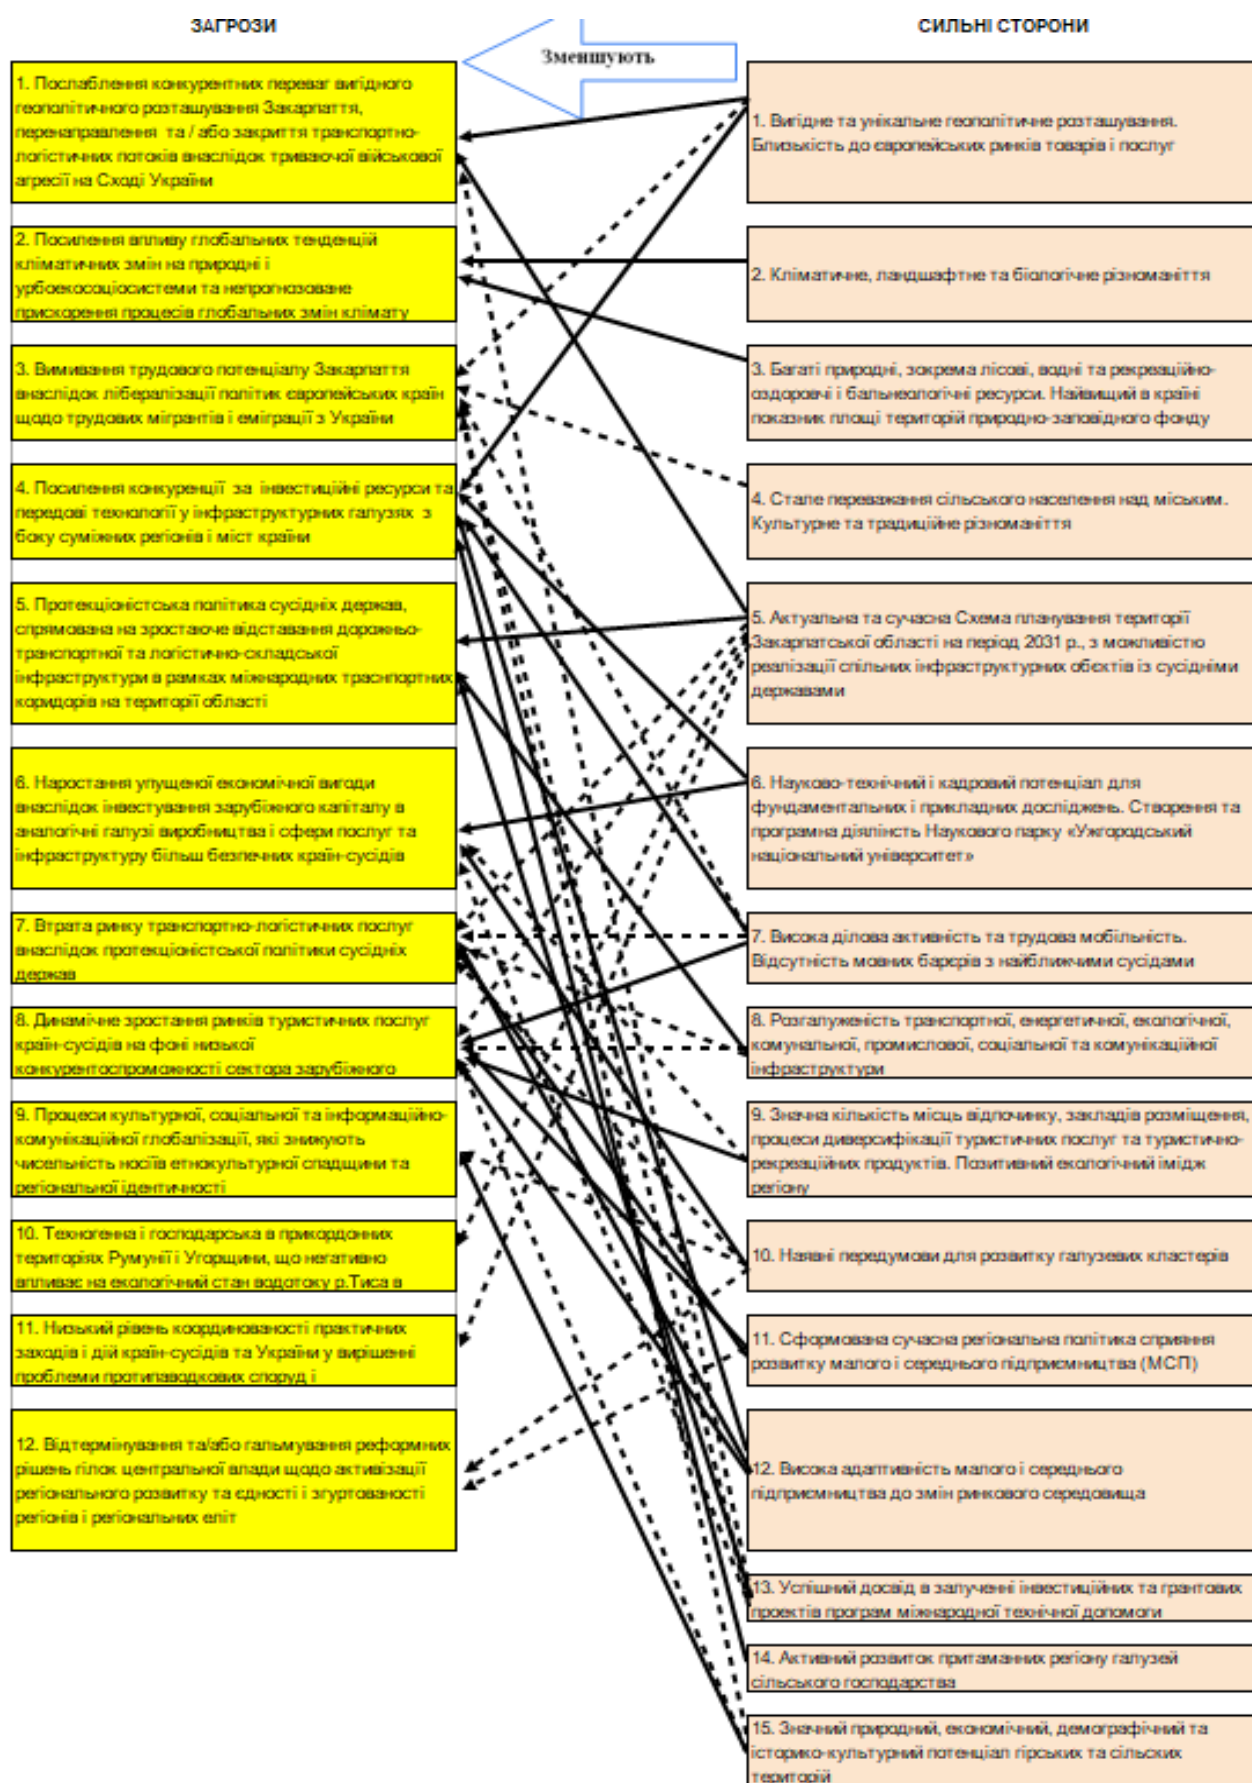 ЗАГРОЗИ
СИЛЬНІ СТОРОНИ
Зменшують
1. Послаблення конкурентних переваг вигідного
геополітичного розташування Закарпаття,
перенаправлення та / або закриття транспортно-
логістичних потоків внаслідок триваючої військової
агресії на Сході України
2. Посилення впливу глобальних тенденцій
кліматичних змін на природні і
урбоекосоціосистеми та непрогнозоване
прискорення процесів глобальних змін клімату
3. Вимивання трудового потенціалу Закарпаття
внаслідок лібералізації політик європейських країн
щодо трудових мігрантів і еміграції з України
4. Посилення конкуренції за інвестиційні ресурси та
передові технології у інфраструктурних галузях з
боку суміжних регіонів і міст країни
5. Протекціоністська політика сусідніх держав,
спрямована на зростаюче відставання дорожньо-
транспортної та логістично-складської
інфраструктури в рамках міжнародних траснпортних
коридорів на території області
6. Наростання упущеної економічної вигоди
внаслідок інвестування зарубіжного капіталу в
аналогічні галузі виробництва і сфери послуг та
інфраструктуру більш безпечних країн-сусідів
7. Втрата ринку транспортно-логістичних послуг
внаслідок протекціоністської політики сусідніх
держав
8. Динамічне зростання ринків туристичних послуг
країн-сусідів на фоні низької
конкурентоспроможності сектора зарубіжного
9. Процеси культурної, соціальної та інформаційно-
комунікаційної глобалізації, які знижують
чисельність носіїв етнокультурної спадщини та
регіональної ідентичності
10. Техногенна і господарська в прикордонних
територіях Румунії і Угорщини, що негативно
впливає на екологічний стан водотоку р.Тиса в
11. Низький рівень координованості практичних
заходів і дій країн-сусідів та України у вирішенні
проблеми протипаводкових споруд і
12. Відтермінування та/або гальмування реформних
рішень гілок центральної влади щодо активізації
регіонального розвитку та єдності і згуртованості
регіонів і регіональних еліт
1. Вигідне та унікальне геополітичне розташування.
Близькість до європейських ринків товарів і послуг
2. Кліматичне, ландшафтне та біологічне різноманіття
3. Багаті природні, зокрема лісові, водні та рекреаційно-
оздоровчі і бальнеологічні ресурси. Найвищий в країні
показник площі територій природно-заповідного фонду
4. Стале переважання сільського населення над міським.
Культурне та традиційне різноманіття
5. Актуальна та сучасна Схема планування території
Закарпатської області на період 2031 р., з можливістю
реалізації спільних інфраструктурних обєктів із сусідніми
державами
6. Науково-технічний і кадровий потенціал для
фундаментальних і прикладних досліджень. Створення та
програмна діялінсть Наукового парку «Ужгородський
національний університет»
7. Висока ділова активність та трудова мобільність.
Відсутність мовних барєрів з найближчими сусідами
8. Розгалуженість транспортної, енергетичної, екологічної,
комунальної, промислової, соціальної та комунікаційної
інфраструктури
9. Значна кількість місць відпочинку, закладів розміщення,
процеси диверсифікації туристичних послуг та туристично-
рекреаційних продуктів. Позитивний екологічний імідж
регіону
10. Наявні передумови для розвитку галузевих кластерів
11. Сформована сучасна регіональна політика сприяння
розвитку малого і середнього підприємництва (МСП)
12. Висока адаптивність малого і середнього
підприємництва до змін ринкового середовища
13. Успішний досвід в залученні інвестиційних та грантових
проектів програм міжнародної технічної допомоги
14. Активний розвиток притаманних регіону галузей
сільського господарства
15. Значний природний, економічний, демографічний та
історико-культурний потенціал гірських та сільских
територій